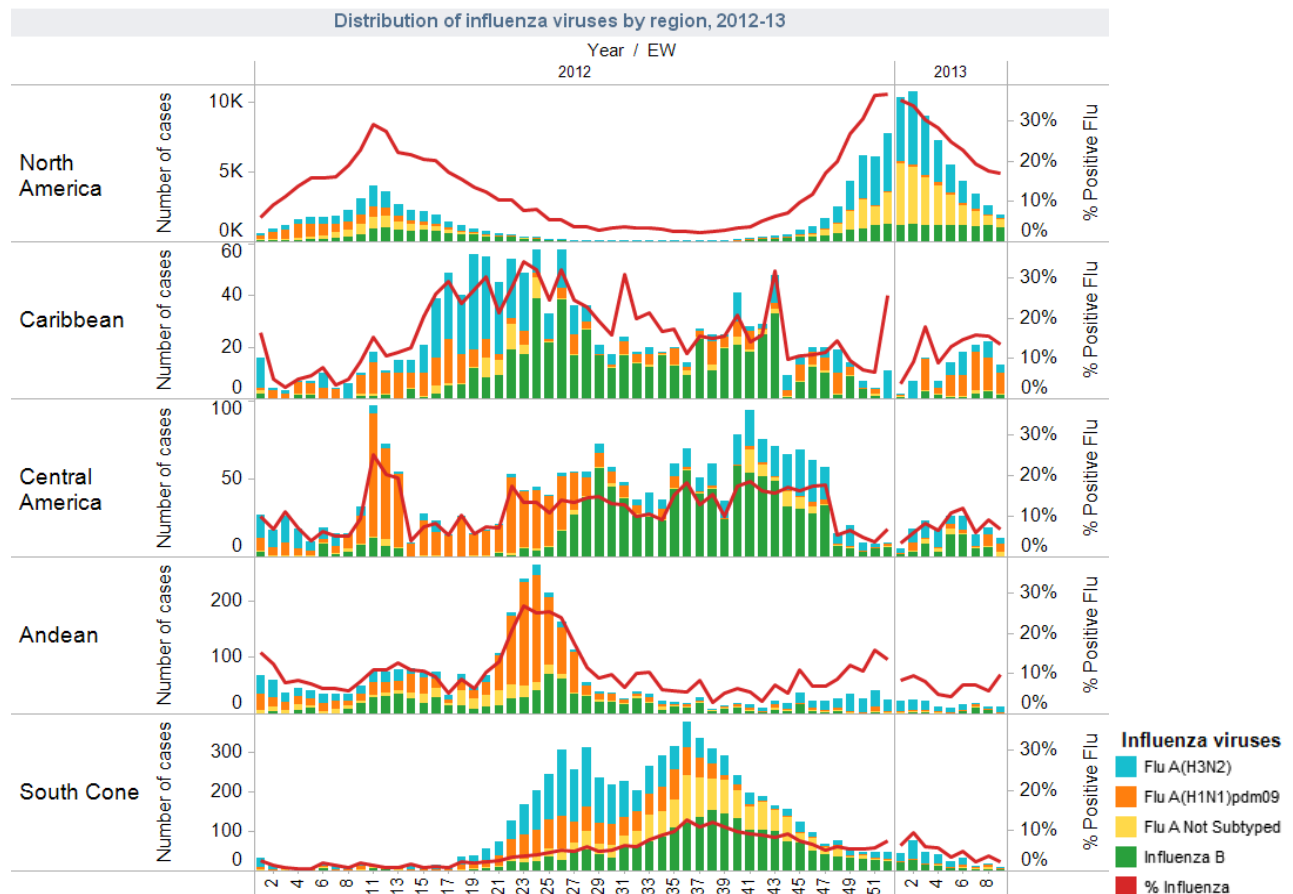 Distribution of influenza viruses by region, 2012-13
Year / EW
2012 2013
North America
Number of cases
10K
5K
0K
30%
20%
10%
0%
% Positive Flu
Caribbean
Number of cases
60
40
20
0
30%
20%
10%
0%
% Positive Flu
Central America
Number of cases
100
50
0
30%
20%
10%
0%
% Positive Flu
Andean
Number of cases
200
100
0
30%
20%
10%
0%
% Positive Flu
South Cone
Number of cases
300
200
100
0
30%
20%
10%
0%
% Positive Flu
2 4 6 8 11 13 15 17 19 21 23 25 27 29 31 33 35 37 39 41 43 45 47 49 51 2 4 6 8
Influenza viruses
Flu A(H3N2)
Flu A(H1N1)pdm09
Flu A Not Subtyped
Influenza B
% Influenza